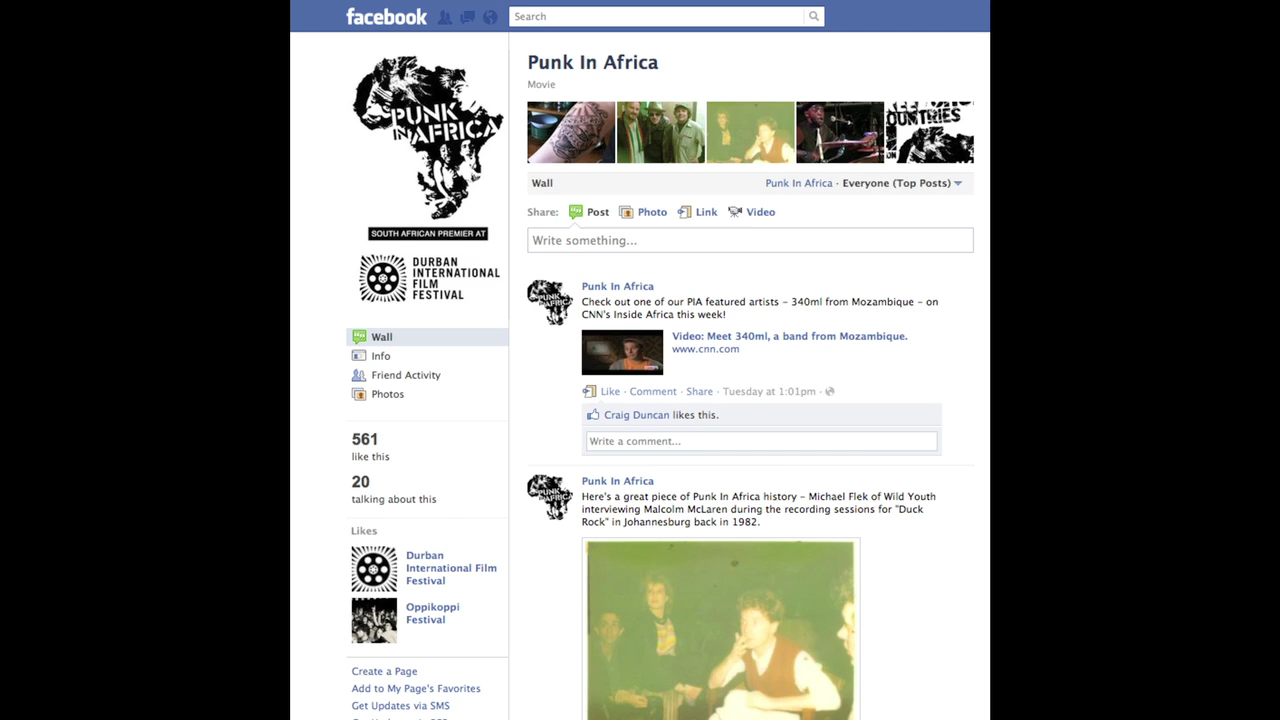 facebook
Search
PUNK
IN AFRICA
SOUTH AFRICAN PREMIER AT
DURBAN
INTERNATIONAL
FILM
FESTIVAL
Wall
Info
Friend Activity
Photos
561
like this
20
talking about this
Likes
Durban
International Film
Festival
Oppikoppi
Festival
Create a Page
Add to My Page's Favorites
Get Updates via SMS
Punk In Africa
Movie
OUNTRIES
Wall
Punk In Africa · Everyone (Top Posts)
Share: Post Photo Link Video
Write something...
Punk In Africa
Check out one of our PIA featured artists – 340ml from Mozambique – on
CNN's Inside Africa this week!
Video: Meet 340ml, a band from Mozambique.
www.cnn.com
Like · Comment · Share · Tuesday at 1:01pm ·
Craig Duncan likes this.
Write a comment...
Punk In Africa
Here's a great piece of Punk In Africa history – Michael Flek of Wild Youth
interviewing Malcolm McLaren during the recording sessions for "Duck
Rock" in Johannesburg back in 1982.